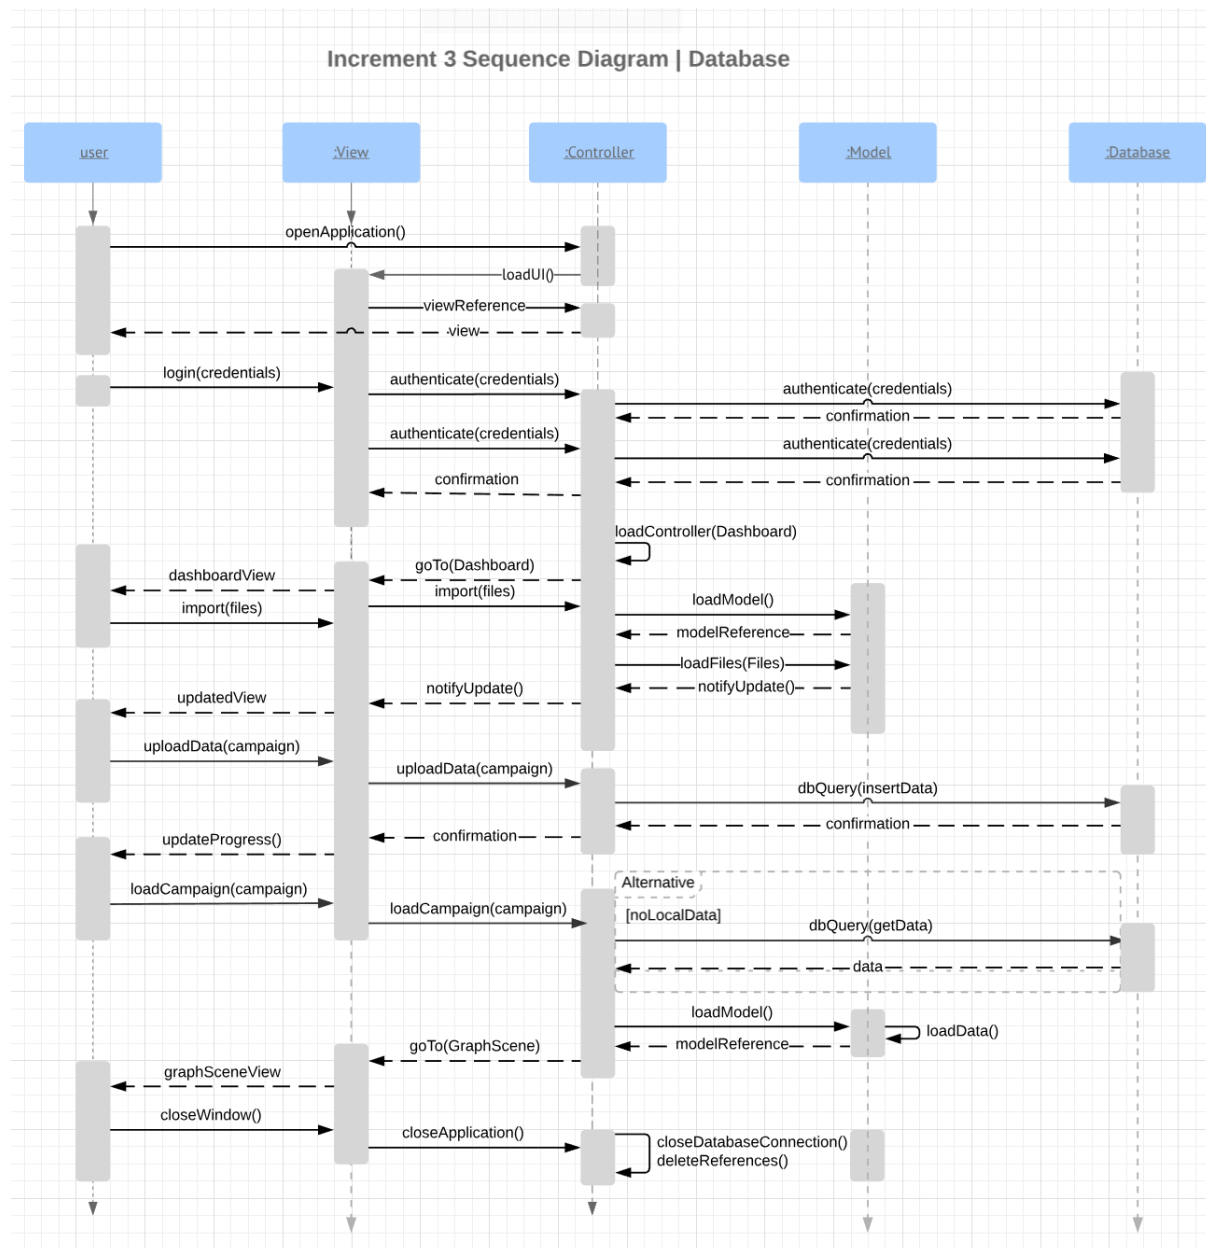 Increment 3 Sequence Diagram | Database
user
:View
:Controller
:Model
:Database
openApplication()
loadUI()
viewReference
view
login(credentials)
authenticate(credentials)
authenticate(credentials)
confirmation
authenticate(credentials)
authenticate(credentials)
confirmation
confirmation
loadController(Dashboard)
goTo(Dashboard)
dashboardView
import(files)
import(files)
loadModel()
modelReference
loadFiles(Files)
notifyUpdate()
notifyUpdate()
updatedView
uploadData(campaign)
uploadData(campaign)
dbQuery(insertData)
confirmation
confirmation
updateProgress()
Alternative
loadCampaign(campaign)
loadCampaign(campaign)
[noLocalData]
dbQuery(getData)
data
loadModel()
loadData()
modelReference
goTo(GraphScene)
graphSceneView
closeWindow()
closeApplication()
closeDatabaseConnection()
deleteReferences()